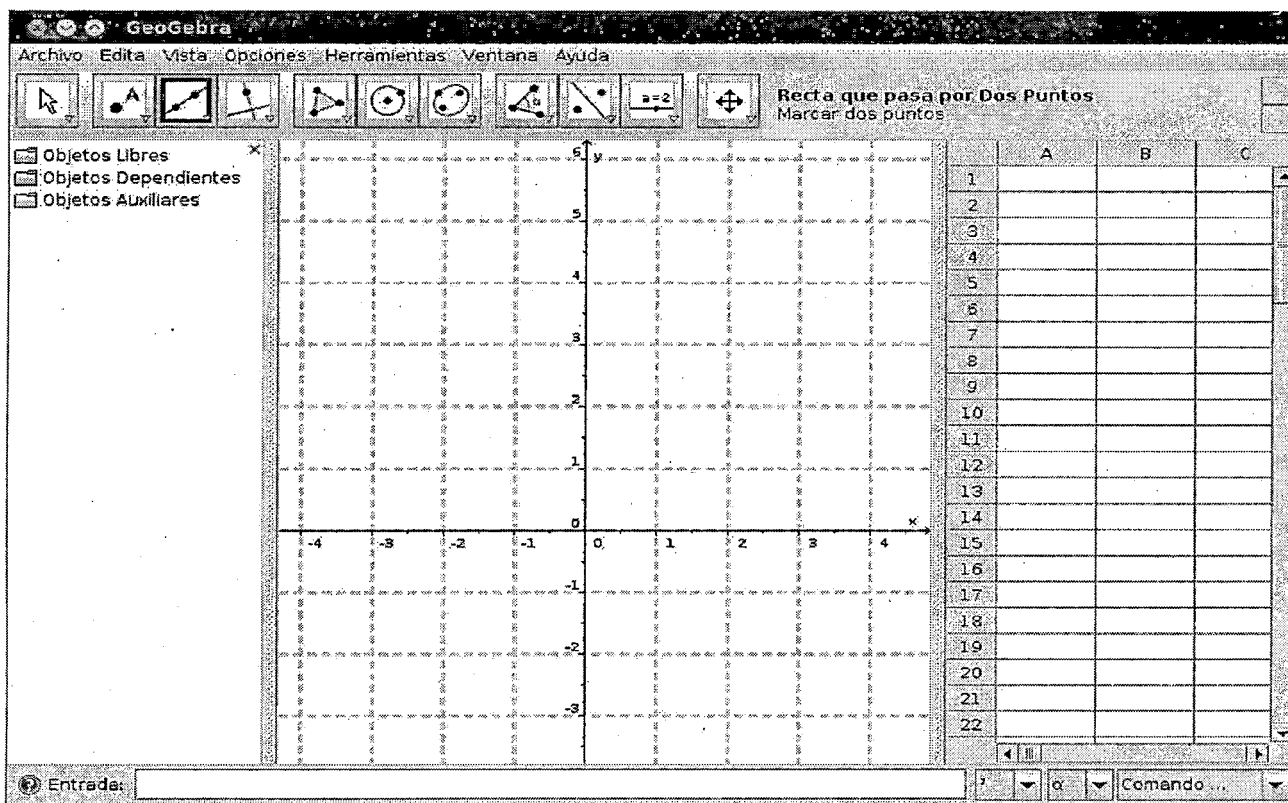 GeoGebra
Archivo Edita Vista Opciones Herramientas Ventana Ayuda
A a=2 Recta que pasa por Dos Puntos
Marcar dos puntos
Objetos Libres
Objetos Dependientes
Objetos Auxiliares
6 y
5
4
3
2
1
0 x
-4 -3 -2 -1 0 1 2 3 4
-1
-2
-3
A B C
1
2
3
4
5
6
7
8
9
10
11
12
13
14
15
16
17
18
19
20
21
22
Entrada: α Comando ...